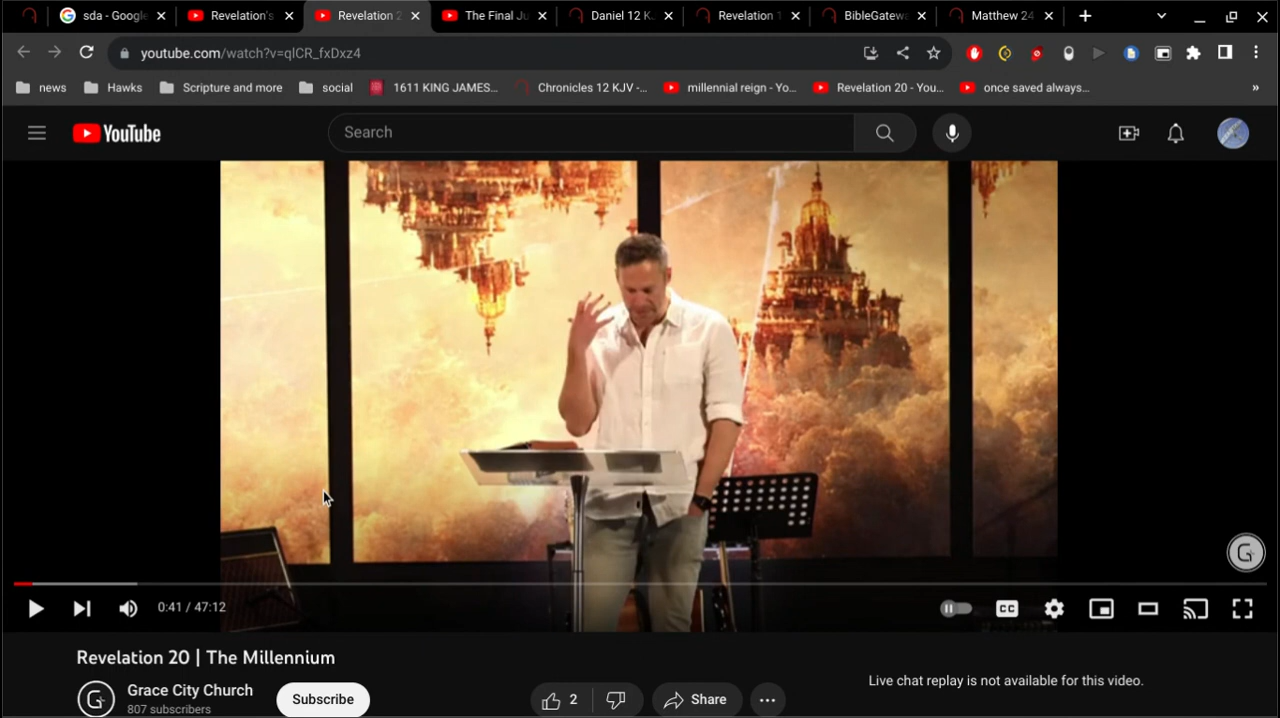 sda - Google
Revelation's
Revelation 2
The Final Ju
Daniel 12 K
Revelation 1
BibleGatewa
Matthew 24
youtube.com/watch?v=qlCR_fxDxz4
news
Hawks
Scripture and more
social
1611 KING JAMES...
Chronicles 12 KJV -...
millennial reign - Yo...
Revelation 20 - You...
once saved always...
»
YouTube
Search
G
0:41 / 47:12
CC
Revelation 20 | The Millennium
Live chat replay is not available for this video.
G
Grace City Church
807 subscribers
Subscribe
2
Share